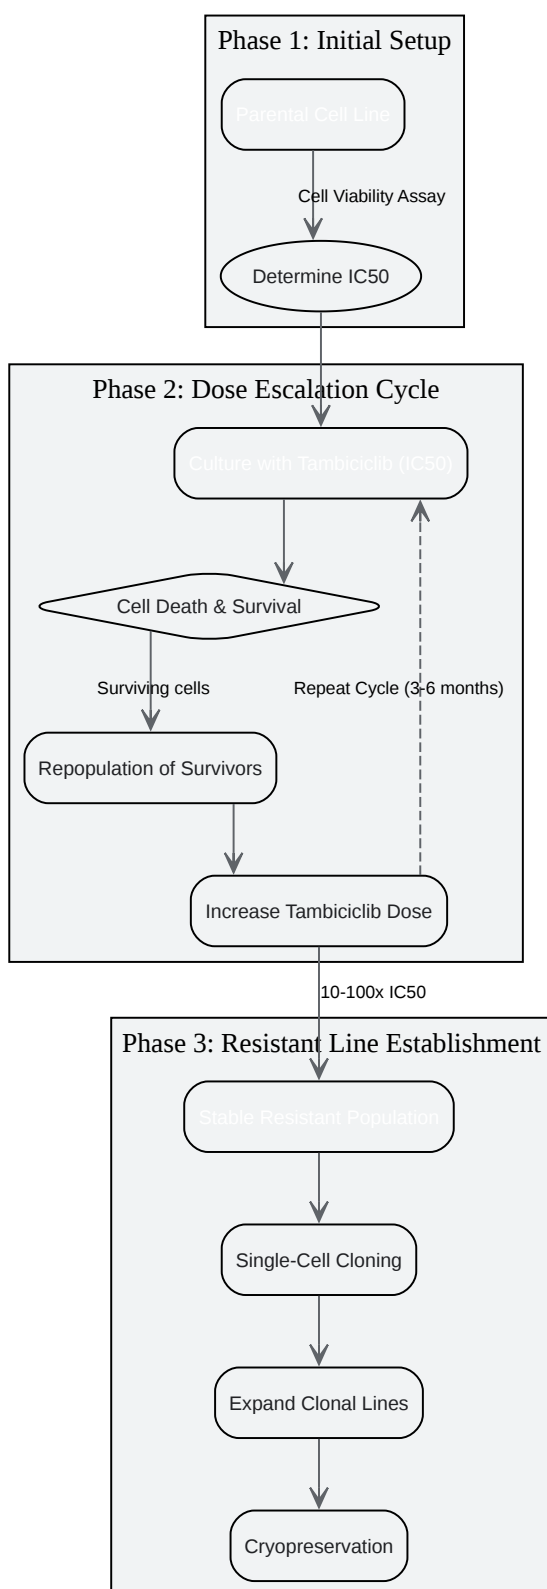 Phase 1: Initial Setup
Parental Cell Line
Cell Viability Assay
Determine IC50
Phase 2: Dose Escalation Cycle
Culture with Tambiciclib (IC50)
Cell Death & Survival
Surviving cells
Repeat Cycle (3-6 months)
Repopulation of Survivors
Increase Tambiciclib Dose
10-100x IC50
Phase 3: Resistant Line Establishment
Stable Resistant Population
Single-Cell Cloning
Expand Clonal Lines
Cryopreservation